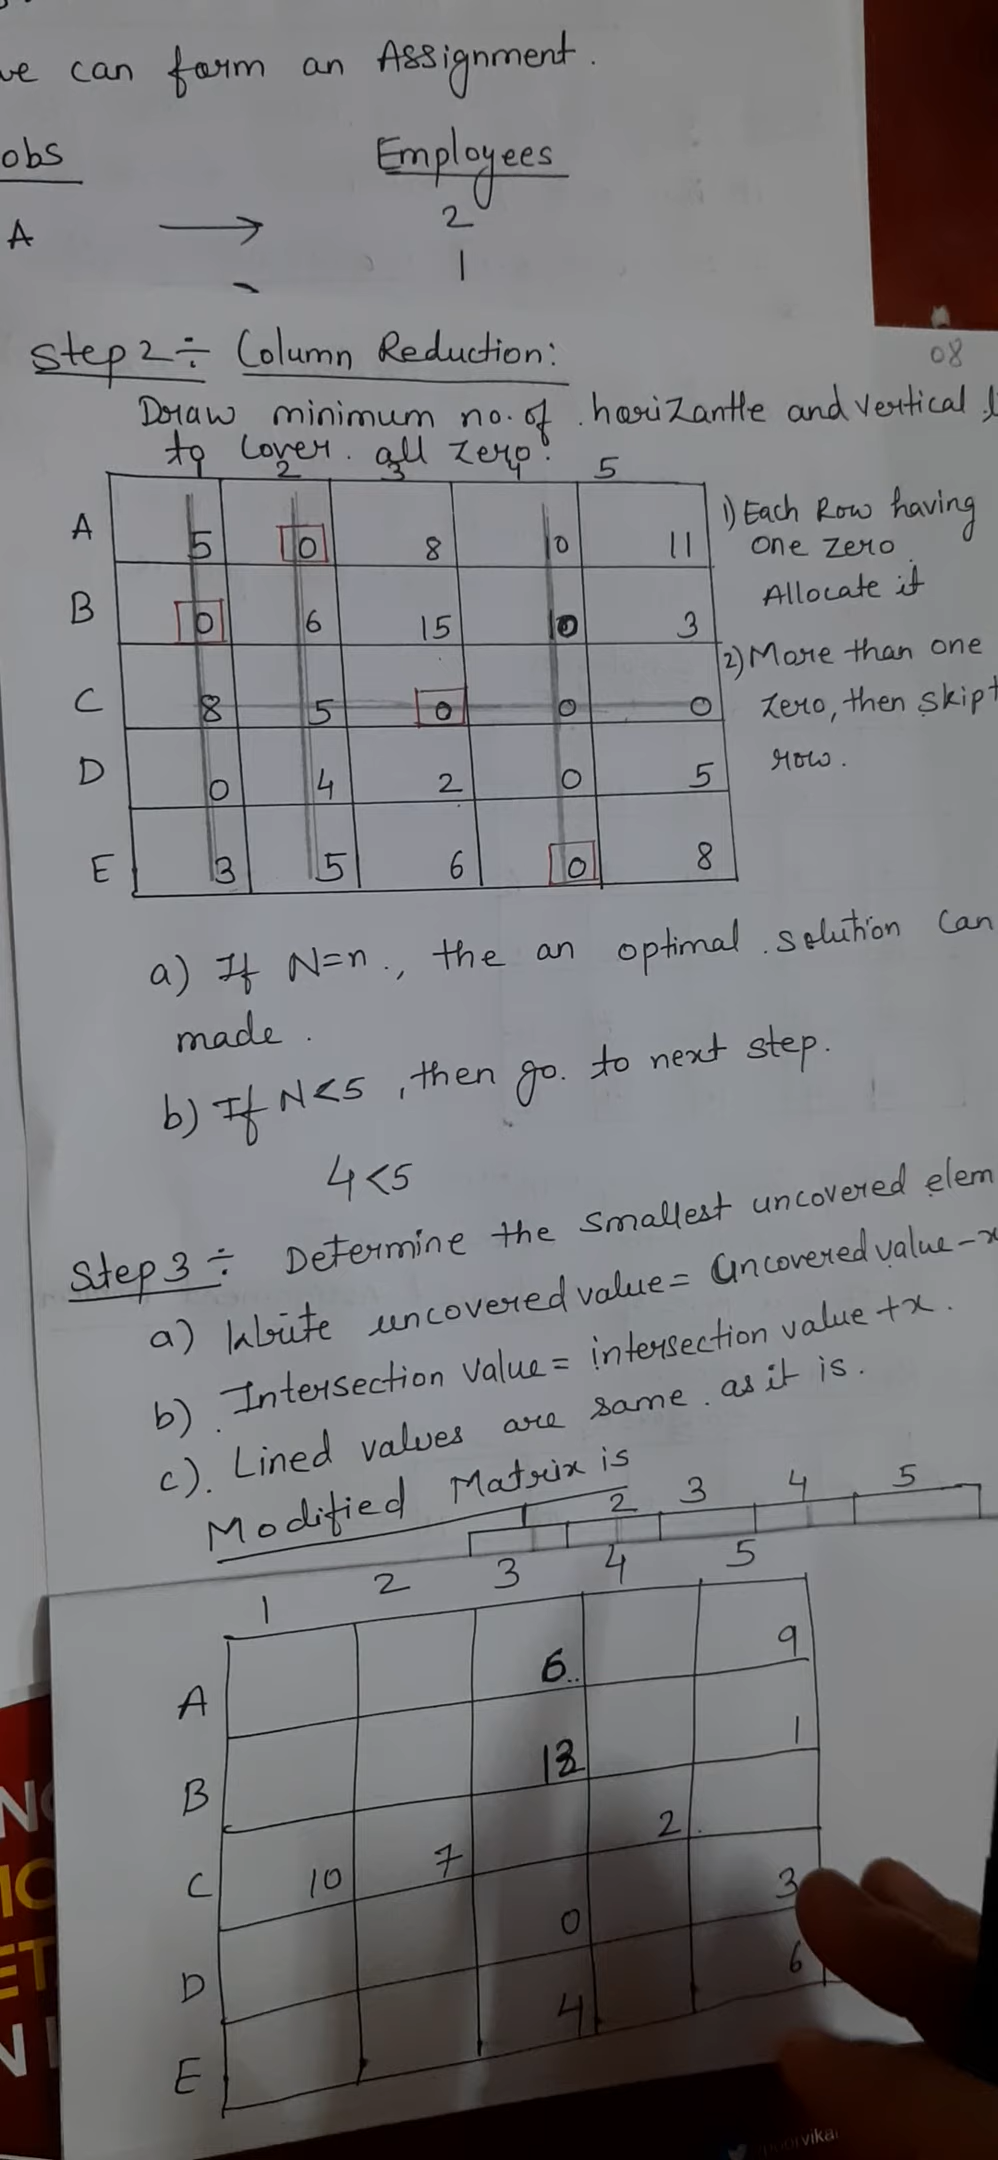 we can form an Assignment.
obs
Employees
A → 2
1
08
Step 2 ÷ Column Reduction:
Draw minimum no. of horizantle and vertical l
to cover all zero.
2 3 4 5
A 5 0 8 0 11
B 0 6 15 0 3
C 8 5 0 0 0
D 0 4 2 0 5
E 3 5 6 0 8
1) Each Row having
one zero
Allocate it
2) More than one
zero, then skip t
row.
a) If N=n., the an optimal solution can
made.
b) If N<5, then go. to next step.
4<5
Step 3 ÷ Determine the smallest uncovered elem
a) Write uncovered value = Uncovered value - x
b). Intersection value = intersection value + x.
c). Lined values are same as it is.
Modified Matrix is
2 3 4 5
1 2 3 4 5
A 6 9
B 13 1
C 10 7 2
D 0 3
E 4 6